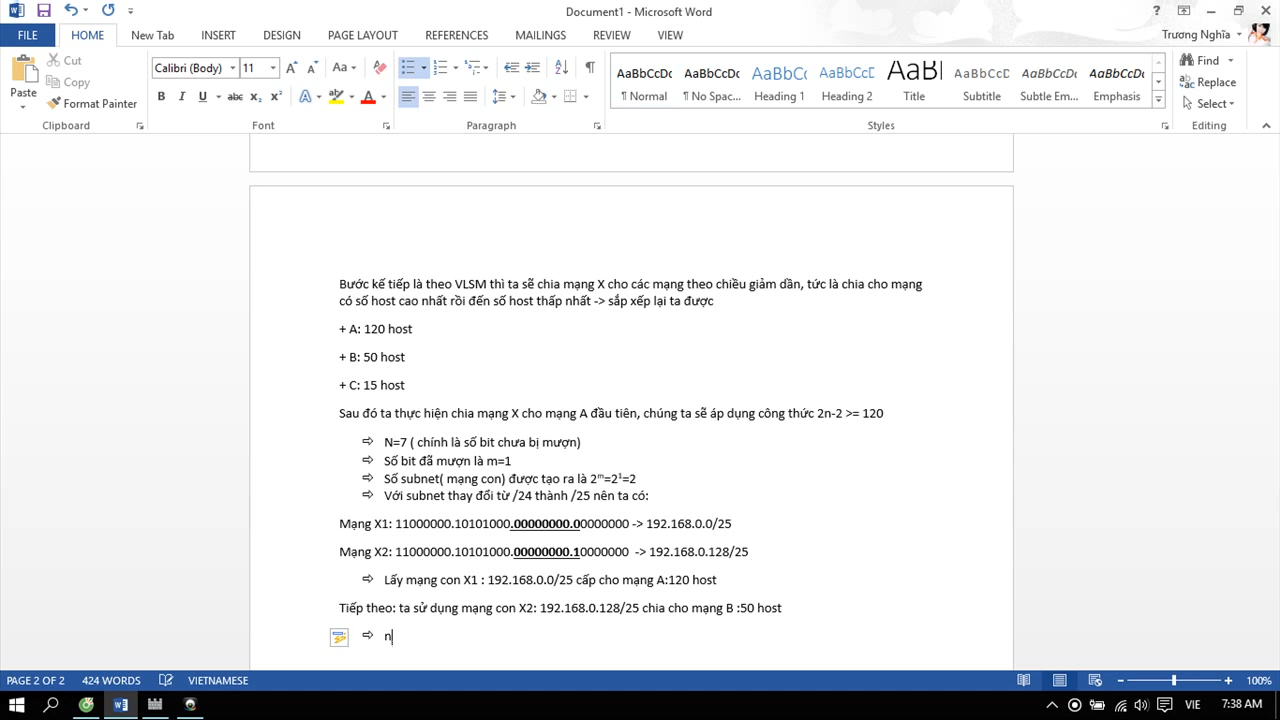 Document1 - Microsoft Word
FILE HOME New Tab INSERT DESIGN PAGE LAYOUT REFERENCES MAILINGS REVIEW VIEW Trương Nghĩa
Paste Cut Copy Format Painter
Calibri (Body) 11
AaBbCcDc AaBbCcDc AaBbCc AaBbCcD AaBl AaBbCcD AaBbCcDc AaBbCcDc
¶ Normal ¶ No Spac... Heading 1 Heading 2 Title Subtitle Subtle Em... Emphasis
Find Replace Select
Clipboard Font Paragraph Styles Editing
Bước kế tiếp là theo VLSM thì ta sẽ chia mạng X cho các mạng theo chiều giảm dần, tức là chia cho mạng
có số host cao nhất rồi đến số host thấp nhất -> sắp xếp lại ta được
+ A: 120 host
+ B: 50 host
+ C: 15 host
Sau đó ta thực hiện chia mạng X cho mạng A đầu tiên, chúng ta sẽ áp dụng công thức 2n-2 >= 120
⇨ N=7 ( chính là số bit chưa bị mượn)
⇨ Số bit đã mượn là m=1
⇨ Số subnet( mạng con) được tạo ra là 2ᵐ=2¹=2
⇨ Với subnet thay đổi từ /24 thành /25 nên ta có:
Mạng X1: 11000000.10101000.00000000.00000000 -> 192.168.0.0/25
Mạng X2: 11000000.10101000.00000000.10000000 -> 192.168.0.128/25
⇨ Lấy mạng con X1 : 192.168.0.0/25 cấp cho mạng A:120 host
Tiếp theo: ta sử dụng mạng con X2: 192.168.0.128/25 chia cho mạng B :50 host
⇨ n
PAGE 2 OF 2 424 WORDS VIETNAMESE 100%
VIE 7:38 AM